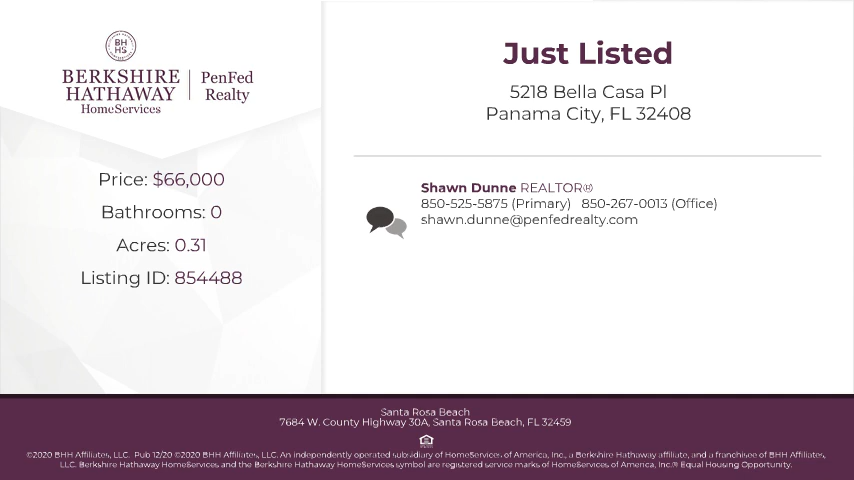 BH
HS
BERKSHIRE
HATHAWAY
HomeServices
PenFed
Realty
Price: $66,000
Bathrooms: 0
Acres: 0.31
Listing ID: 854488
Just Listed
5218 Bella Casa Pl
Panama City, FL 32408
Shawn Dunne REALTOR®
850-525-5875 (Primary) 850-267-0013 (Office)
shawn.dunne@penfedrealty.com
Santa Rosa Beach
7684 W. County Highway 30A, Santa Rosa Beach, FL 32459
©2020 BHH Affiliates, LLC. Pub 12/20 ©2020 BHH Affiliates, LLC. An independently operated subsidiary of HomeServices of America, Inc., a Berkshire Hathaway affiliate, and a franchisee of BHH Affiliates,
LLC. Berkshire Hathaway HomeServices and the Berkshire Hathaway HomeServices symbol are registered service marks of HomeServices of America, Inc.® Equal Housing Opportunity.